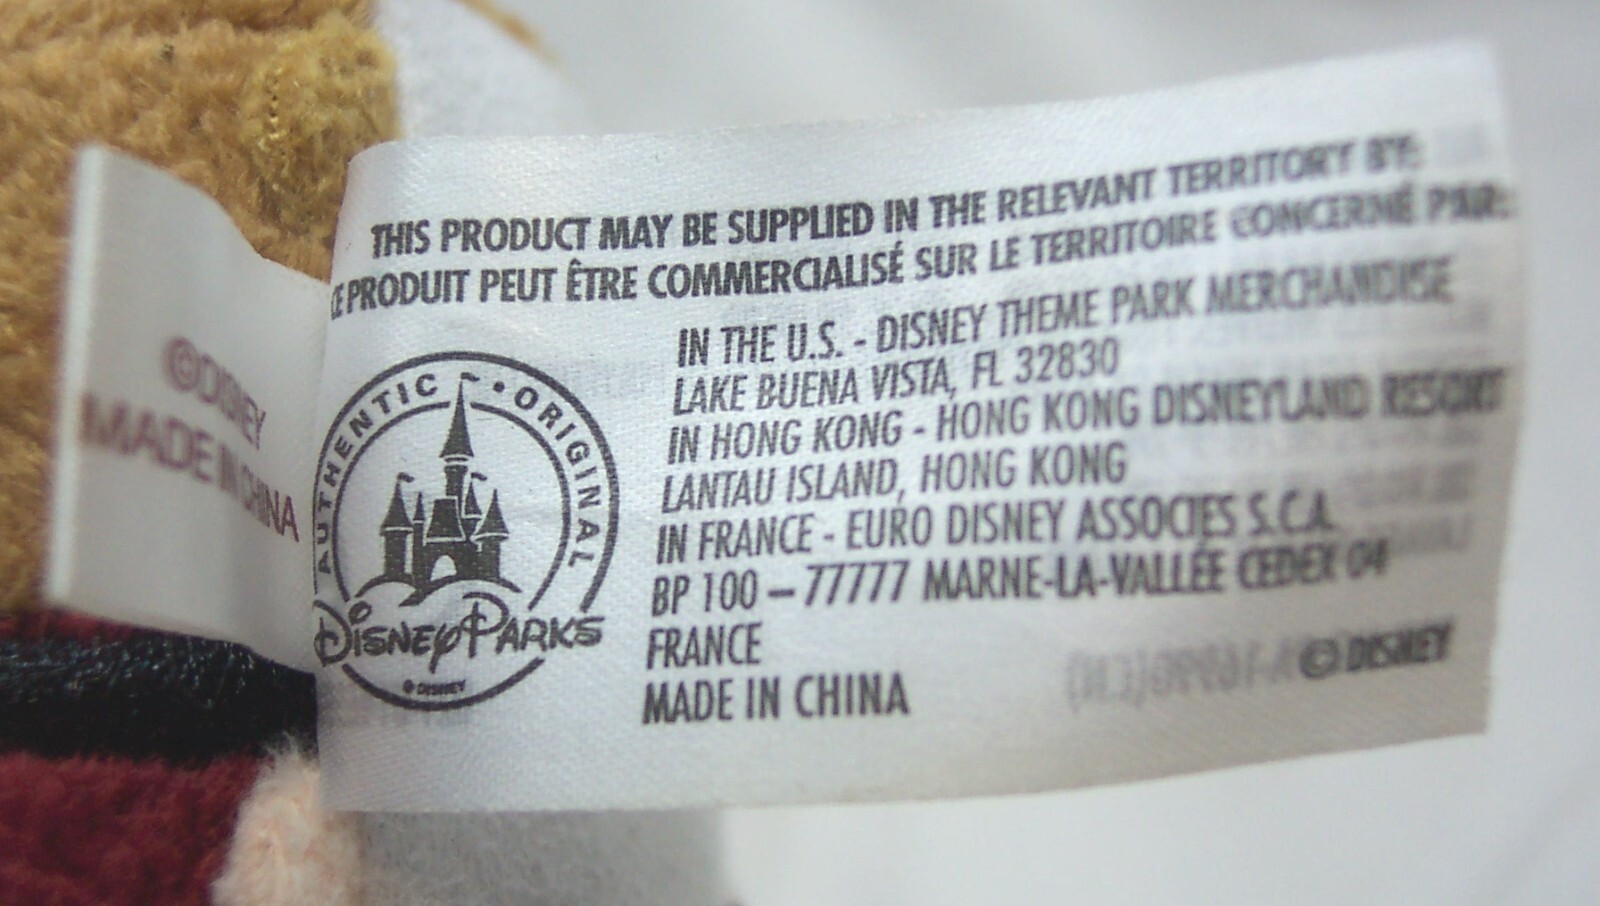 ©DISNEY
MADE IN CHINA
THIS PRODUCT MAY BE SUPPLIED IN THE RELEVANT TERRITORY BY:
CE PRODUIT PEUT ÊTRE COMMERCIALISÉ SUR LE TERRITOIRE CONCERNÉ PAR:
AUTHENTIC • ORIGINAL
DISNEY PARKS
© DISNEY
IN THE U.S. - DISNEY THEME PARK MERCHANDISE
LAKE BUENA VISTA, FL 32830
IN HONG KONG - HONG KONG DISNEYLAND RESORT
LANTAU ISLAND, HONG KONG
IN FRANCE - EURO DISNEY ASSOCIES S.C.A.
BP 100 – 77777 MARNE-LA-VALLÉE CEDEX 04
FRANCE
MADE IN CHINA
© DISNEY